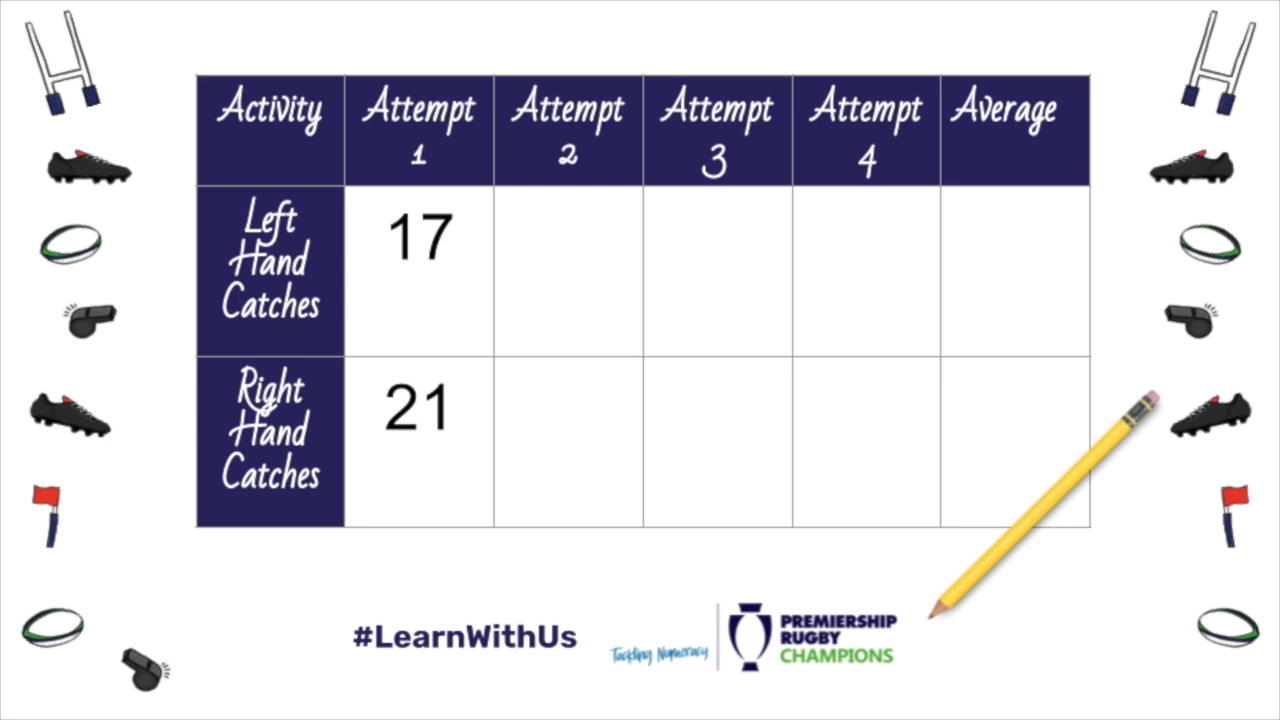 Activity
Attempt
1
Attempt
2
Attempt
3
Attempt
4
Average
Left
Hand
Catches
17
Right
Hand
Catches
21
#LearnWithUs
Tackling Numeracy
PREMIERSHIP
RUGBY
CHAMPIONS